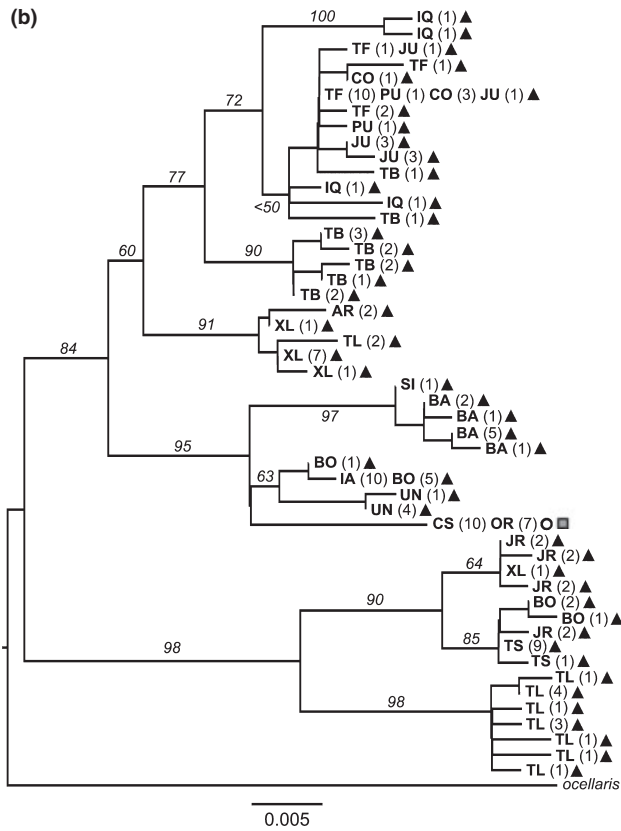 (b)
100
IQ (1) ▲
IQ (1) ▲
TF (1) JU (1) ▲
TF (1) ▲
CO (1) ▲
72
TF (10) PU (1) CO (3) JU (1) ▲
TF (2) ▲
PU (1) ▲
JU (3) ▲
JU (3) ▲
TB (1) ▲
77
IQ (1) ▲
IQ (1) ▲
<50
TB (1) ▲
TB (3) ▲
60
90
TB (2) ▲
TB (2) ▲
TB (1) ▲
TB (2) ▲
AR (2) ▲
91
XL (1) ▲
TL (2) ▲
84
XL (7) ▲
XL (1) ▲
SI (1) ▲
BA (2) ▲
97
BA (1) ▲
BA (5) ▲
95
BA (1) ▲
BO (1) ▲
63
IA (10) BO (5) ▲
UN (1) ▲
UN (4) ▲
CS (10) OR (7)
JR (2) ▲
JR (2) ▲
64
XL (1) ▲
JR (2) ▲
90
BO (2) ▲
BO (1) ▲
JR (2) ▲
85
TS (9) ▲
98
TS (1) ▲
TL (1) ▲
TL (4) ▲
98
TL (1) ▲
TL (3) ▲
TL (1) ▲
TL (1) ▲
TL (1) ▲
ocellaris
0.005